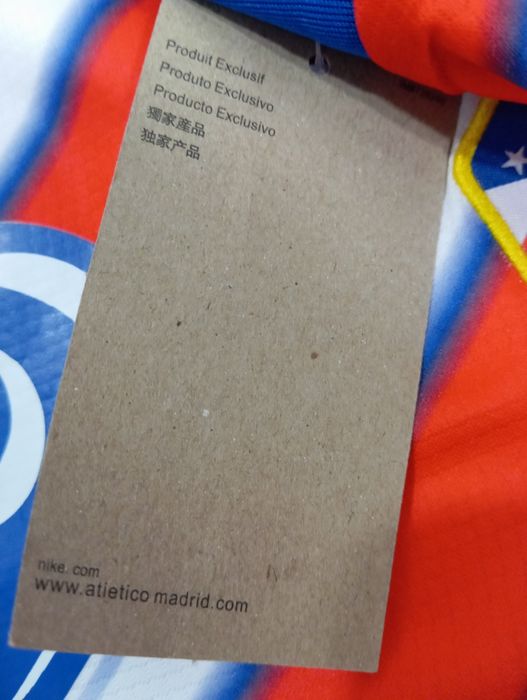 Produit Exclusif
Produto Exclusivo
Producto Exclusivo
獨家產品
独家产品
nike. com
www.atietico madrid.com